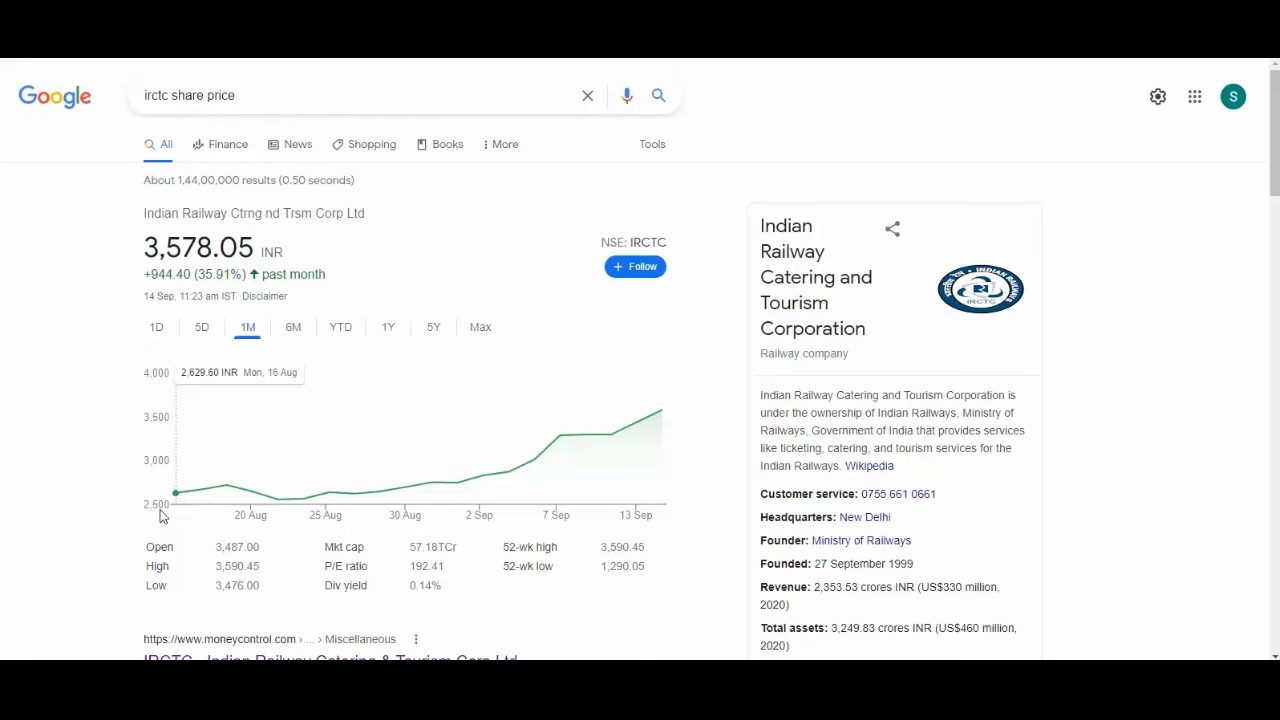 Google
irctc share price
S
All Finance News Shopping Books More Tools
About 1,44,00,000 results (0.50 seconds)
Indian Railway Ctrng nd Trsm Corp Ltd
3,578.05 INR
NSE: IRCTC
+ Follow
+944.40 (35.91%) past month
14 Sep, 11:23 am IST · Disclaimer
1D 5D 1M 6M YTD 1Y 5Y Max
4,000
2,629.60 INR Mon, 16 Aug
3,500
3,000
2,500
20 Aug 25 Aug 30 Aug 2 Sep 7 Sep 13 Sep
Open 3,487.00 Mkt cap 57.18TCr 52-wk high 3,590.45
High 3,590.45 P/E ratio 192.41 52-wk low 1,290.05
Low 3,476.00 Div yield 0.14%
https://www.moneycontrol.com › ... › Miscellaneous
IRCTC - Indian Railway Catering & Tourism Corp Ltd
Indian
Railway
Catering and
Tourism
Corporation
INDIAN RAILWAYS
IRCTC
Railway company
Indian Railway Catering and Tourism Corporation is
under the ownership of Indian Railways, Ministry of
Railways, Government of India that provides services
like ticketing, catering, and tourism services for the
Indian Railways. Wikipedia
Customer service: 0755 661 0661
Headquarters: New Delhi
Founder: Ministry of Railways
Founded: 27 September 1999
Revenue: 2,353.53 crores INR (US$330 million,
2020)
Total assets: 3,249.83 crores INR (US$460 million,
2020)